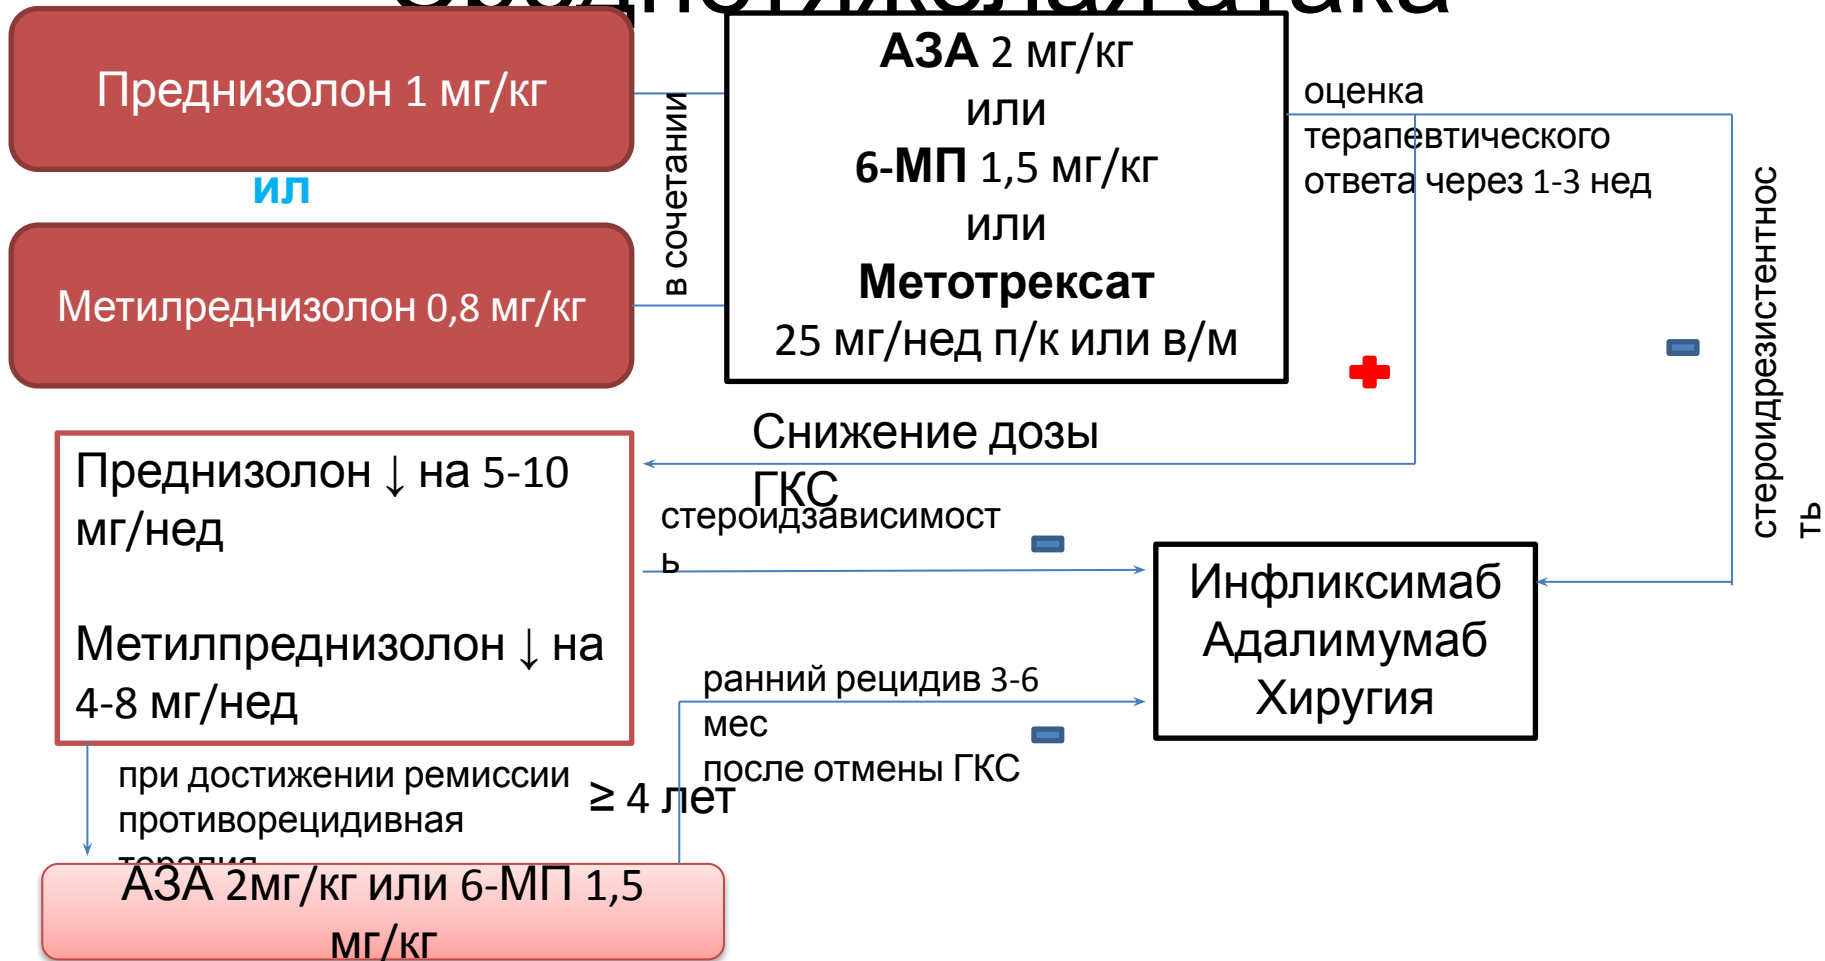 Среднетяжелая атака
Преднизолон 1 мг/кг
ил
Метилреднизолон 0,8 мг/кг
в сочетании
АЗА 2 мг/кг
или
6-МП 1,5 мг/кг
или
Метотрексат
25 мг/нед п/к или в/м
оценка
терапевтического
ответа через 1-3 нед
стероидрезистентнос
ть
Снижение дозы
ГКС
Преднизолон ↓ на 5-10
мг/нед
Метилпреднизолон ↓ на
4-8 мг/нед
стероидзависимост
ь
Инфликсимаб
Адалимумаб
Хиругия
ранний рецидив 3-6
мес
после отмены ГКС
при достижении ремиссии
противорецидивная
терапия
≥ 4 лет
АЗА 2мг/кг или 6-МП 1,5
мг/кг